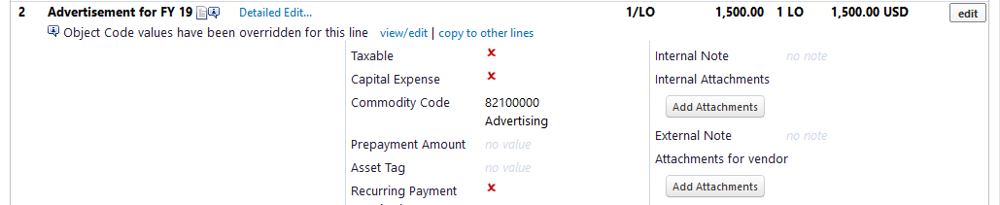 2 Advertisement for FY 19 Detailed Edit... 1/LO 1,500.00 1 LO 1,500.00 USD edit
Object Code values have been overridden for this line view/edit | copy to other lines
Taxable ✘ Internal Note no note
Capital Expense ✘ Internal Attachments
Commodity Code 82100000 Add Attachments
Advertising
External Note no note
Prepayment Amount no value
Attachments for vendor
Asset Tag no value
Recurring Payment ✘ Add Attachments